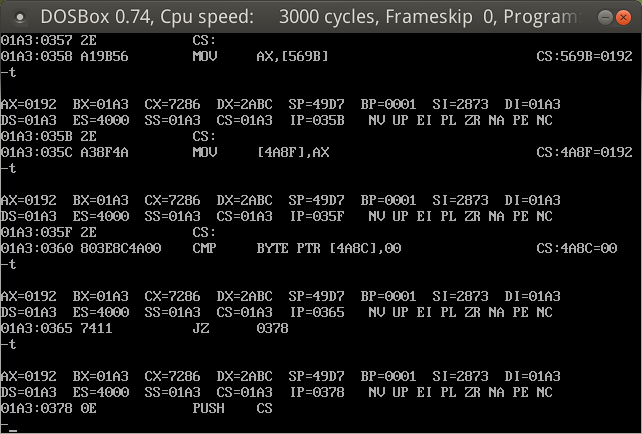 DOSBox 0.74, Cpu speed: 3000 cycles, Frameskip 0, Program
01A3:0357 2E CS:
01A3:0358 A19B56 MOV AX,[569B] CS:569B=0192
-t
AX=0192 BX=01A3 CX=7286 DX=2ABC SP=49D7 BP=0001 SI=2873 DI=01A3
DS=01A3 ES=4000 SS=01A3 CS=01A3 IP=035B NV UP EI PL ZR NA PE NC
01A3:035B 2E CS:
01A3:035C A38F4A MOV [4A8F],AX CS:4A8F=0192
-t
AX=0192 BX=01A3 CX=7286 DX=2ABC SP=49D7 BP=0001 SI=2873 DI=01A3
DS=01A3 ES=4000 SS=01A3 CS=01A3 IP=035F NV UP EI PL ZR NA PE NC
01A3:035F 2E CS:
01A3:0360 803E8C4A00 CMP BYTE PTR [4A8C],00 CS:4A8C=00
-t
AX=0192 BX=01A3 CX=7286 DX=2ABC SP=49D7 BP=0001 SI=2873 DI=01A3
DS=01A3 ES=4000 SS=01A3 CS=01A3 IP=0365 NV UP EI PL ZR NA PE NC
01A3:0365 7411 JZ 0378
-t
AX=0192 BX=01A3 CX=7286 DX=2ABC SP=49D7 BP=0001 SI=2873 DI=01A3
DS=01A3 ES=4000 SS=01A3 CS=01A3 IP=0378 NV UP EI PL ZR NA PE NC
01A3:0378 0E PUSH CS
-_